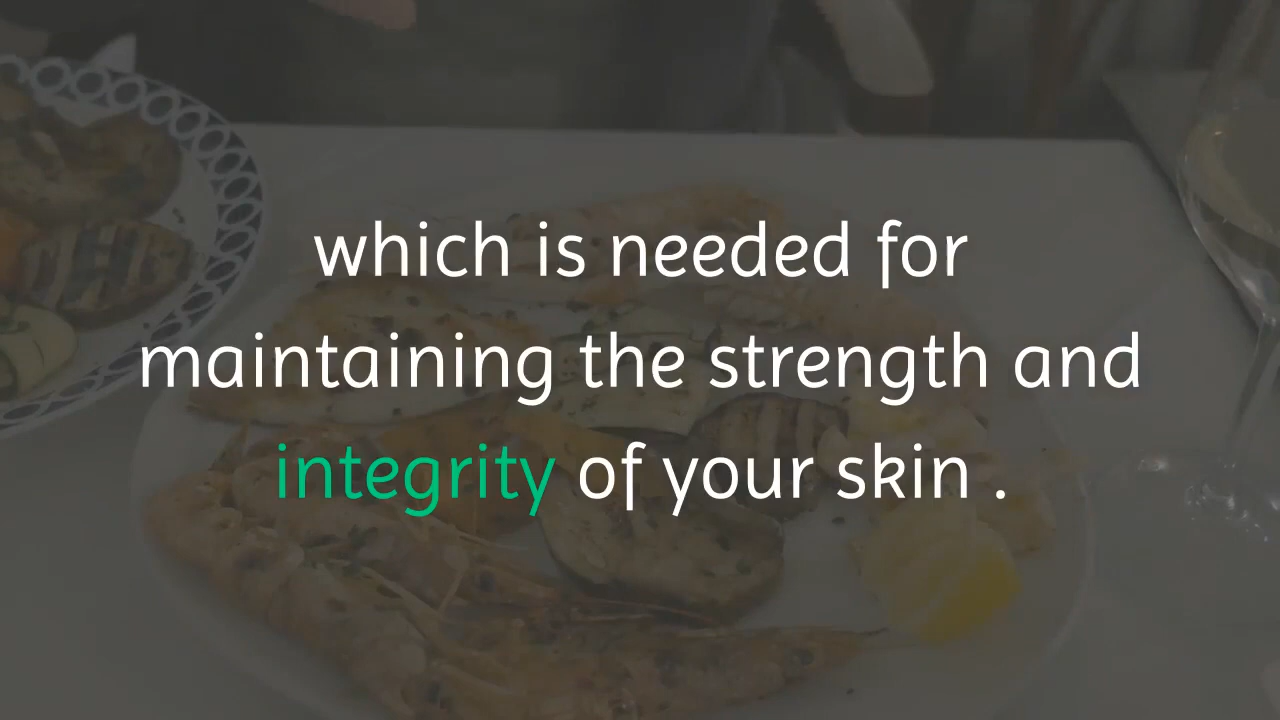 which is needed for
maintaining the strength and
integrity of your skin .